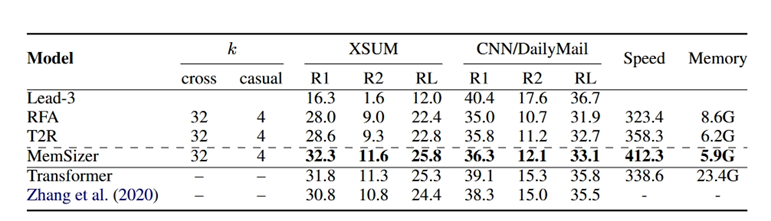 Model k XSUM CNN/DailyMail Speed Memory
cross casual R1 R2 RL R1 R2 RL
Lead-3 16.3 1.6 12.0 40.4 17.6 36.7
RFA 32 4 28.0 9.0 22.4 35.0 10.7 31.9 323.4 8.6G
T2R 32 4 28.6 9.3 22.8 35.8 11.2 32.7 358.3 6.2G
MemSizer 32 4 32.3 11.6 25.8 36.3 12.1 33.1 412.3 5.9G
Transformer – – 31.8 11.3 25.3 39.1 15.3 35.8 338.6 23.4G
Zhang et al. (2020) – – 30.8 10.8 24.4 38.3 15.0 35.5 - -